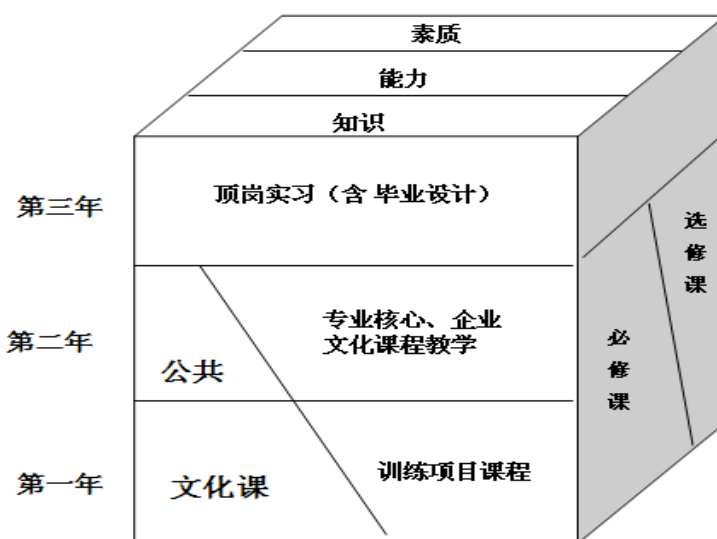 素质
能力
知识
第三年
顶岗实习（含 毕业设计）
第二年
公共
专业核心、企业
文化课程教学
第一年
文化课
训练项目课程
必修课
选修课